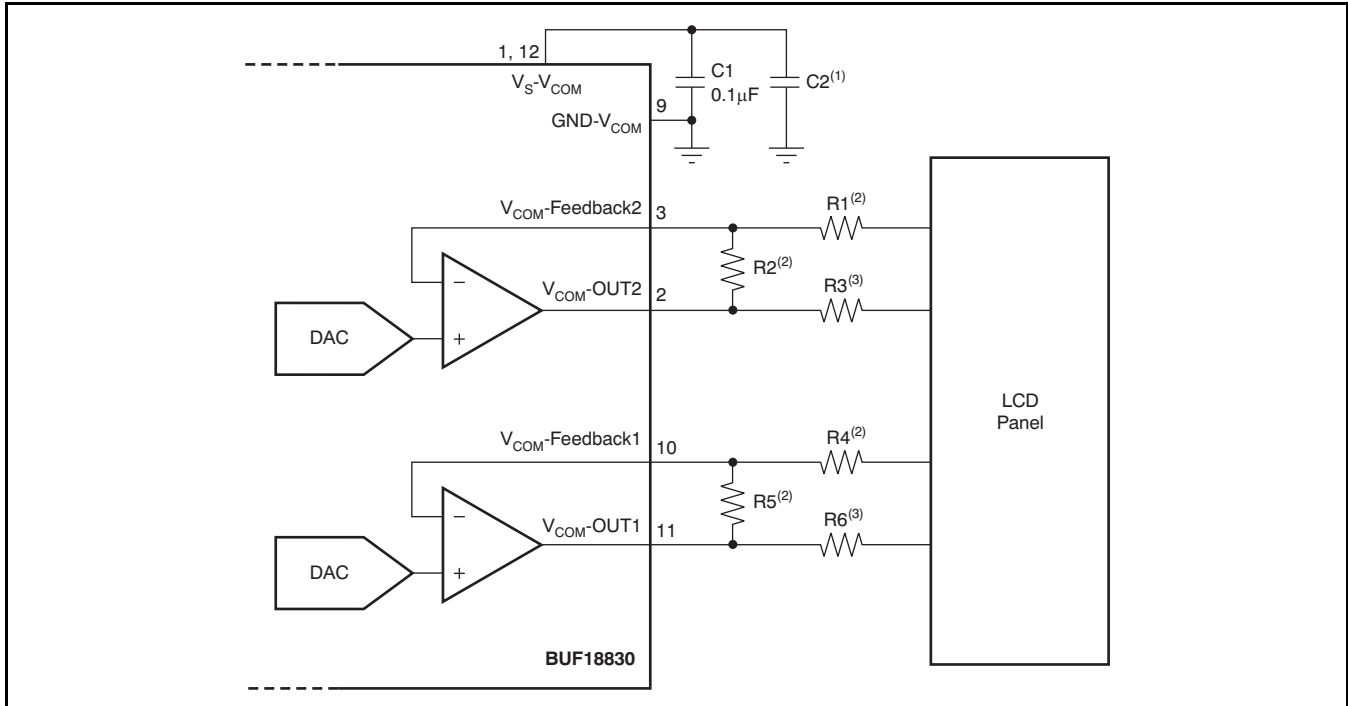 1, 12
V_S-V_COM
C1
0.1μF
C2(1)
9
GND-V_COM
V_COM-Feedback2
3
R1(2)
R2(2)
V_COM-OUT2
2
R3(3)
DAC
−
+
LCD
Panel
V_COM-Feedback1
10
R4(2)
R5(2)
V_COM-OUT1
11
R6(3)
DAC
−
+
BUF18830